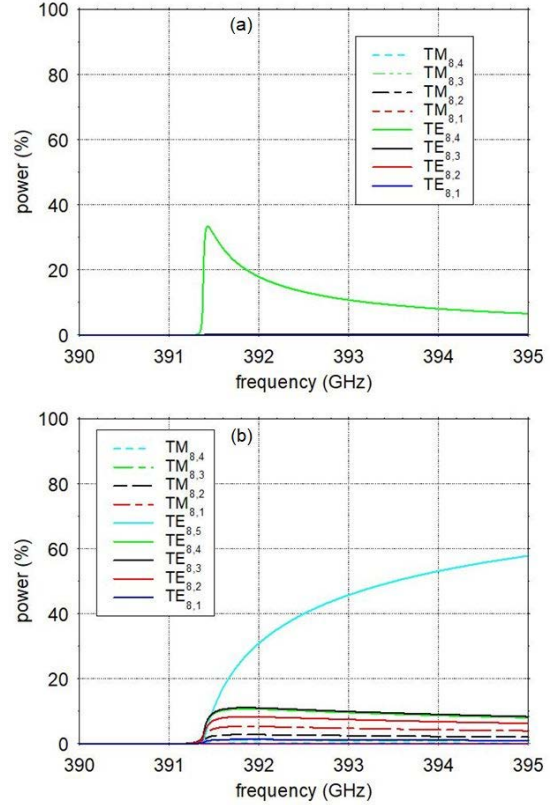 (a)
100
80
60
40
20
0
power (%)
TM8,4
TM8,3
TM8,2
TM8,1
TE8,4
TE8,3
TE8,2
TE8,1
390 391 392 393 394 395
frequency (GHz)
(b)
100
80
60
40
20
0
power (%)
TM8,4
TM8,3
TM8,2
TM8,1
TE8,5
TE8,4
TE8,3
TE8,2
TE8,1
390 391 392 393 394 395
frequency (GHz)